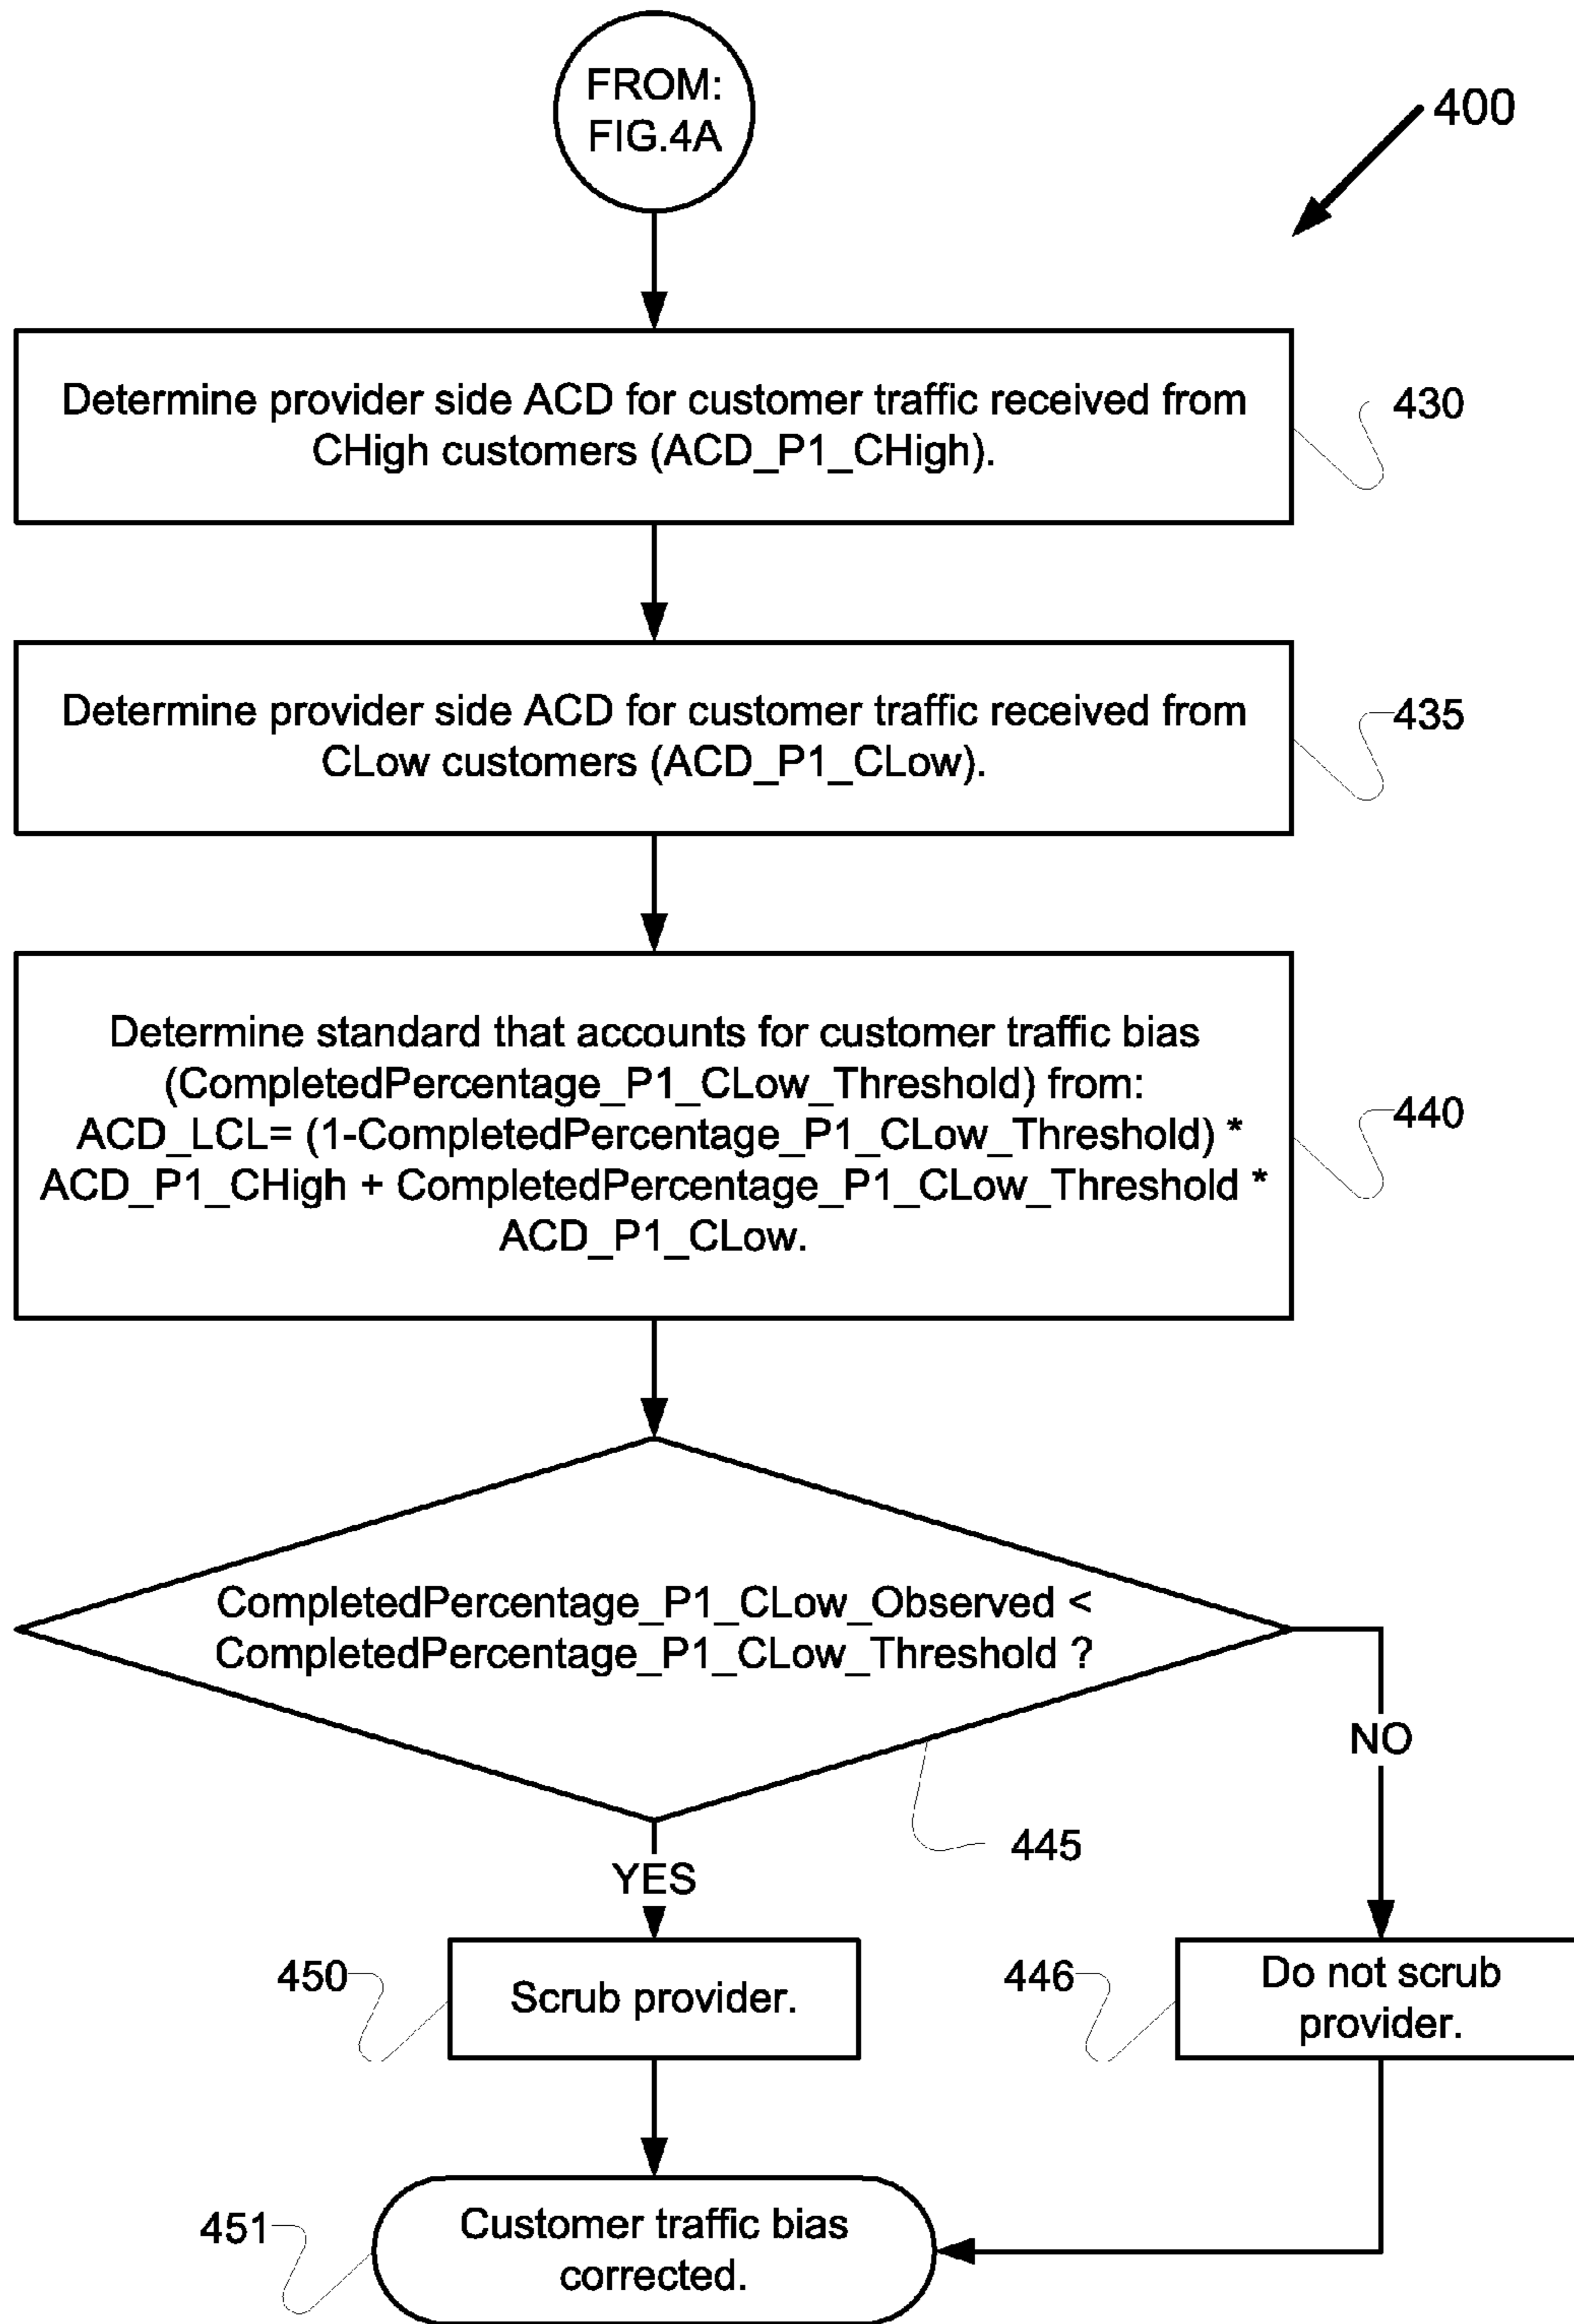 FROM:
FIG.4A
400
Determine provider side ACD for customer traffic received from
CHigh customers (ACD_P1_CHigh).
430
Determine provider side ACD for customer traffic received from
CLow customers (ACD_P1_CLow).
435
Determine standard that accounts for customer traffic bias
(CompletedPercentage_P1_CLow_Threshold) from:
ACD_LCL= (1-CompletedPercentage_P1_CLow_Threshold) *
ACD_P1_CHigh + CompletedPercentage_P1_CLow_Threshold *
ACD_P1_CLow.
440
CompletedPercentage_P1_CLow_Observed <
CompletedPercentage_P1_CLow_Threshold ?
445
NO
YES
450
Scrub provider.
446
Do not scrub
provider.
451
Customer traffic bias
corrected.